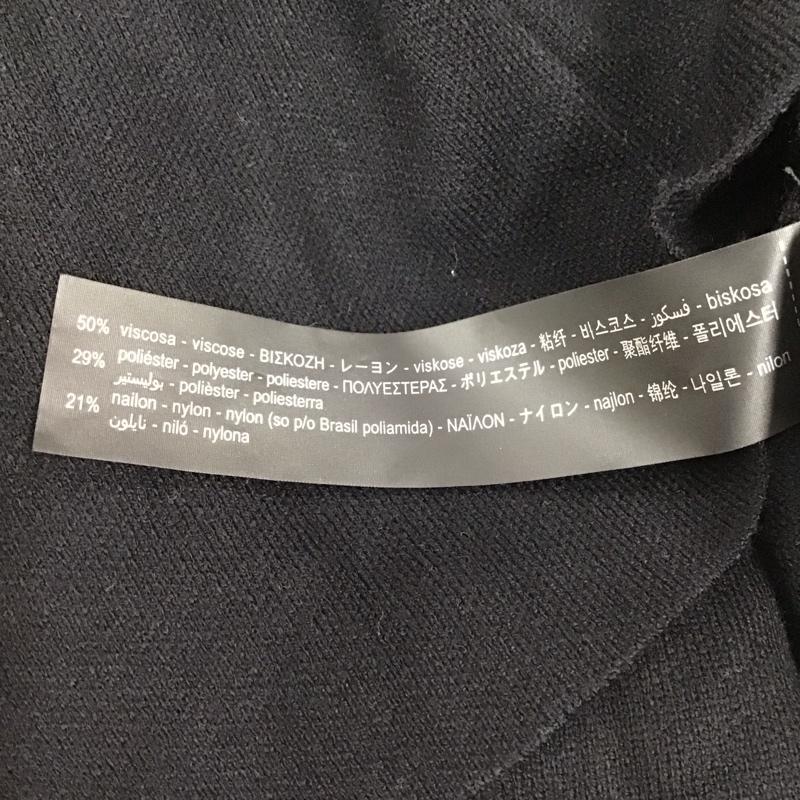 50% viscosa - viscose - ΒΙΣΚΟΖΗ - レーヨン - viskose - viskoza - 粘纤 - 비스코스 - فسكوز - biskosa
29% poliéster - polyester - poliestere - ΠΟΛΥΕΣΤΕΡΑΣ - ポリエステル - poliester - 聚酯纤维 - 폴리에스터
بوليستير - polièster - poliesterra
21% nailon - nylon - nylon (so p/o Brasil poliamida) - ΝΑΪΛΟΝ - ナイロン - najlon - 锦纶 - 나일론 - nilon
نايلون - niló - nylona